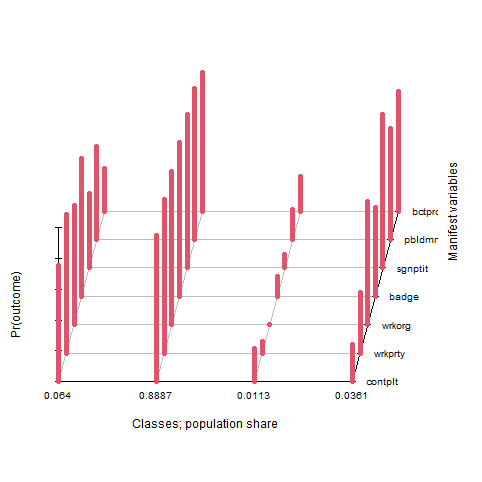 Manifest variables
bctprc
pbldmn
sgnptit
badge
wrkorg
wrkprty
contplt
Pr(outcome)
0.064
0.8887
0.0113
0.0361
Classes; population share